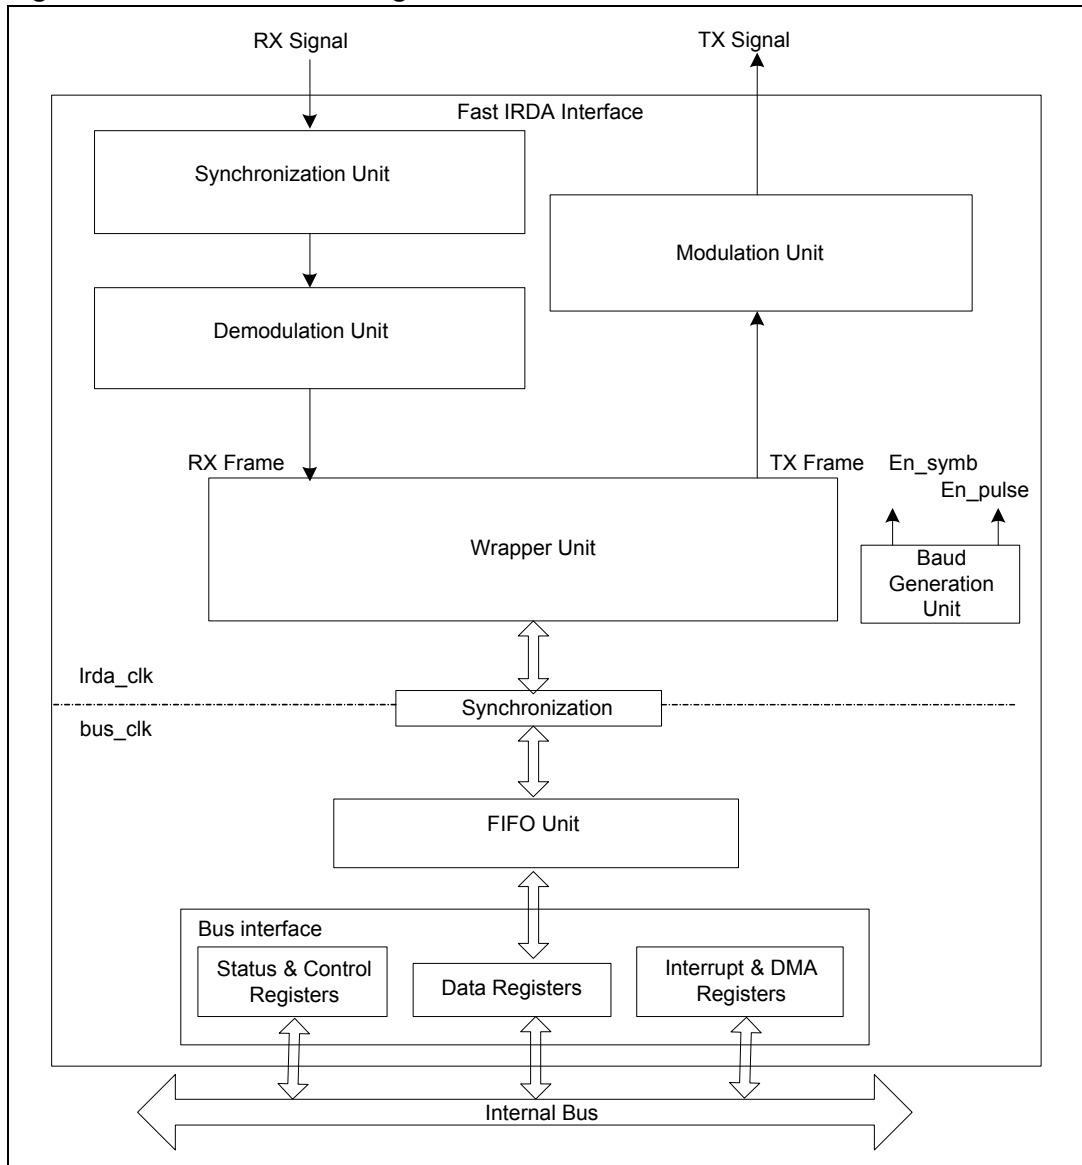 RX Signal
TX Signal
Fast IRDA Interface
Synchronization Unit
Modulation Unit
Demodulation Unit
RX Frame
TX Frame
En_symb
En_pulse
Wrapper Unit
Baud
Generation
Unit
Irda_clk
Synchronization
bus_clk
FIFO Unit
Bus interface
Status & Control
Registers
Data Registers
Interrupt & DMA
Registers
Internal Bus